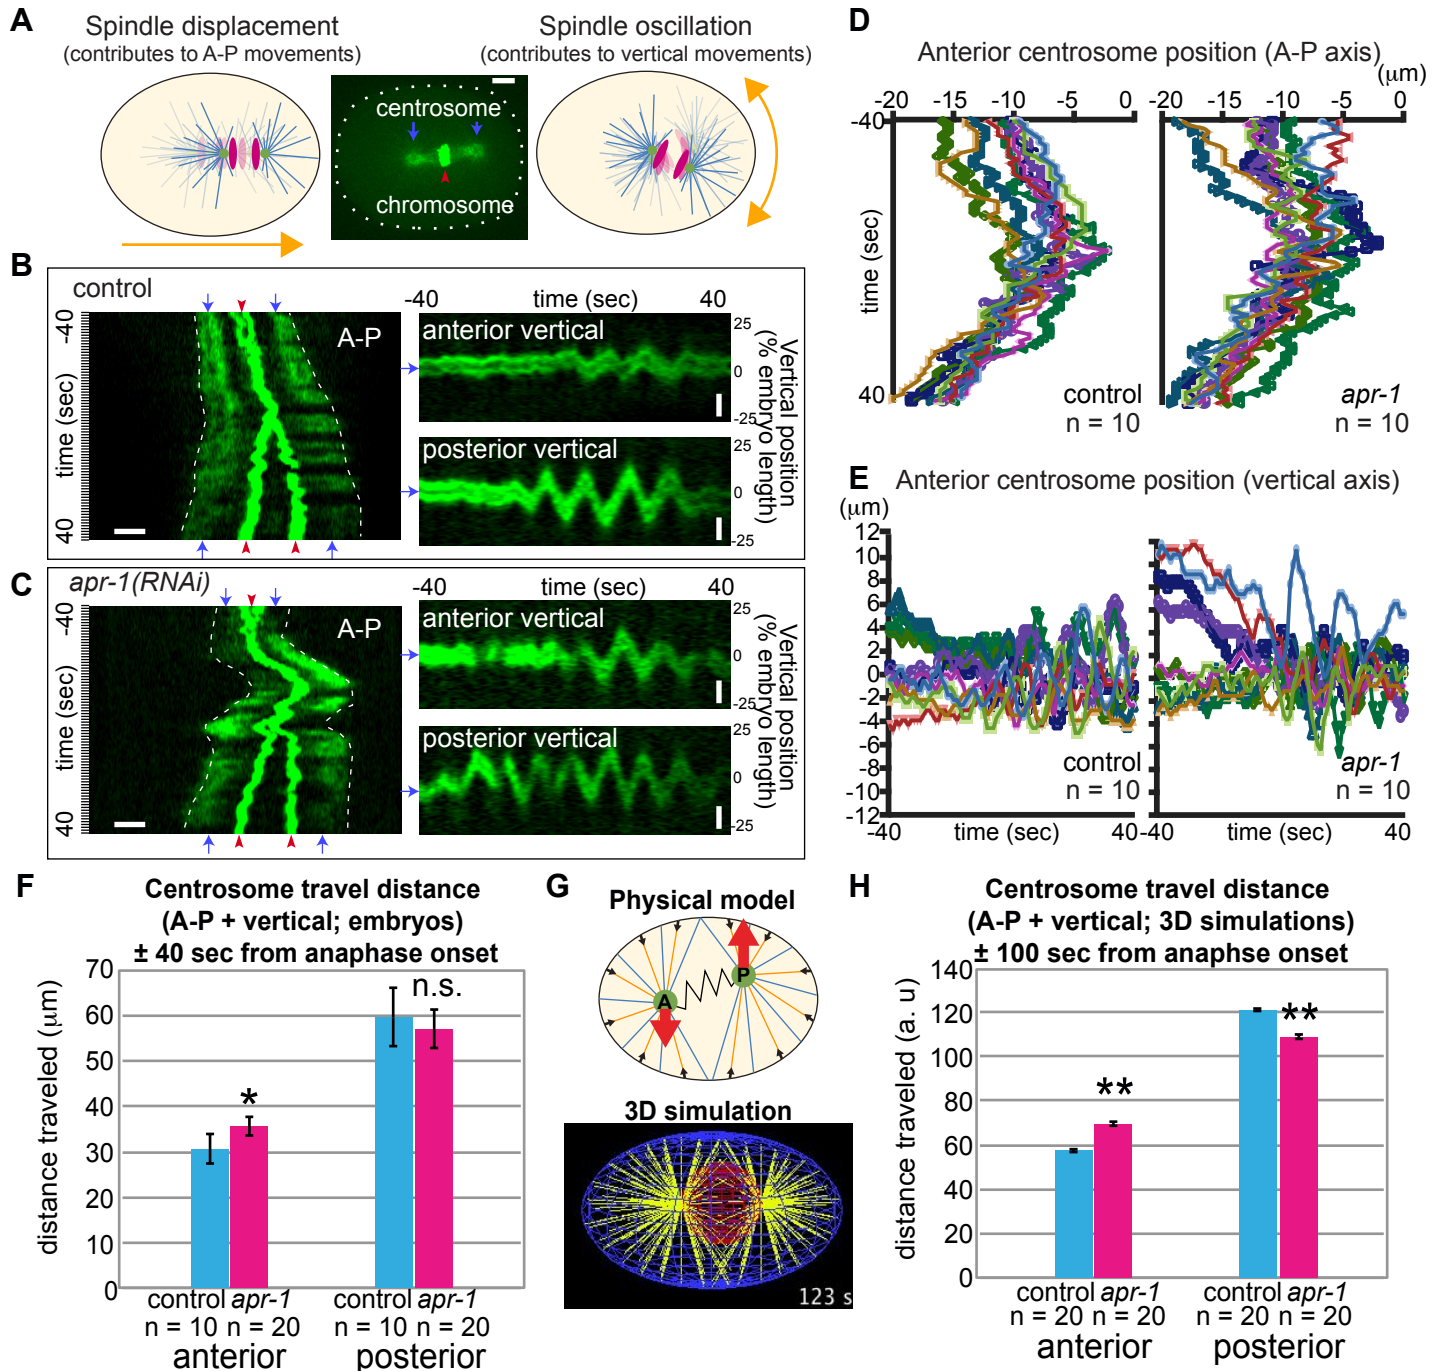 A
Spindle displacement
(contributes to A-P movements)
centrosome
chromosome
Spindle oscillation
(contributes to vertical movements)
B
control
-40
time (sec)
40
A-P
-40 time (sec) 40
anterior vertical
posterior vertical
25
0
-25
25
0
-25
Vertical position
(% embryo length)
C
apr-1(RNAi)
-40
time (sec)
40
A-P
-40 time (sec) 40
anterior vertical
posterior vertical
25
0
-25
25
0
-25
Vertical position
(% embryo length)
D
Anterior centrosome position (A-P axis)
(μm)
-20 -15 -10 -5 0
-20 -15 -10 -5 0
-40
time (sec)
40
control
n = 10
apr-1
n = 10
E
Anterior centrosome position (vertical axis)
(μm)
12
10
8
6
4
2
0
-2
-4
-6
-8
-10
-12
control
n = 10
apr-1
n = 10
-40 time (sec) 40
-40 time (sec) 40
F
Centrosome travel distance
(A-P + vertical; embryos)
± 40 sec from anaphase onset
distance traveled (μm)
70
60
50
40
30
20
10
0
*
n.s.
control apr-1
n = 10 n = 20
anterior
control apr-1
n = 10 n = 20
posterior
G
Physical model
A
P
3D simulation
123 s
H
Centrosome travel distance
(A-P + vertical; 3D simulations)
± 100 sec from anaphse onset
distance traveled (a. u)
140
120
100
80
60
40
20
0
**
**
control apr-1
n = 20 n = 20
anterior
control apr-1
n = 20 n = 20
posterior